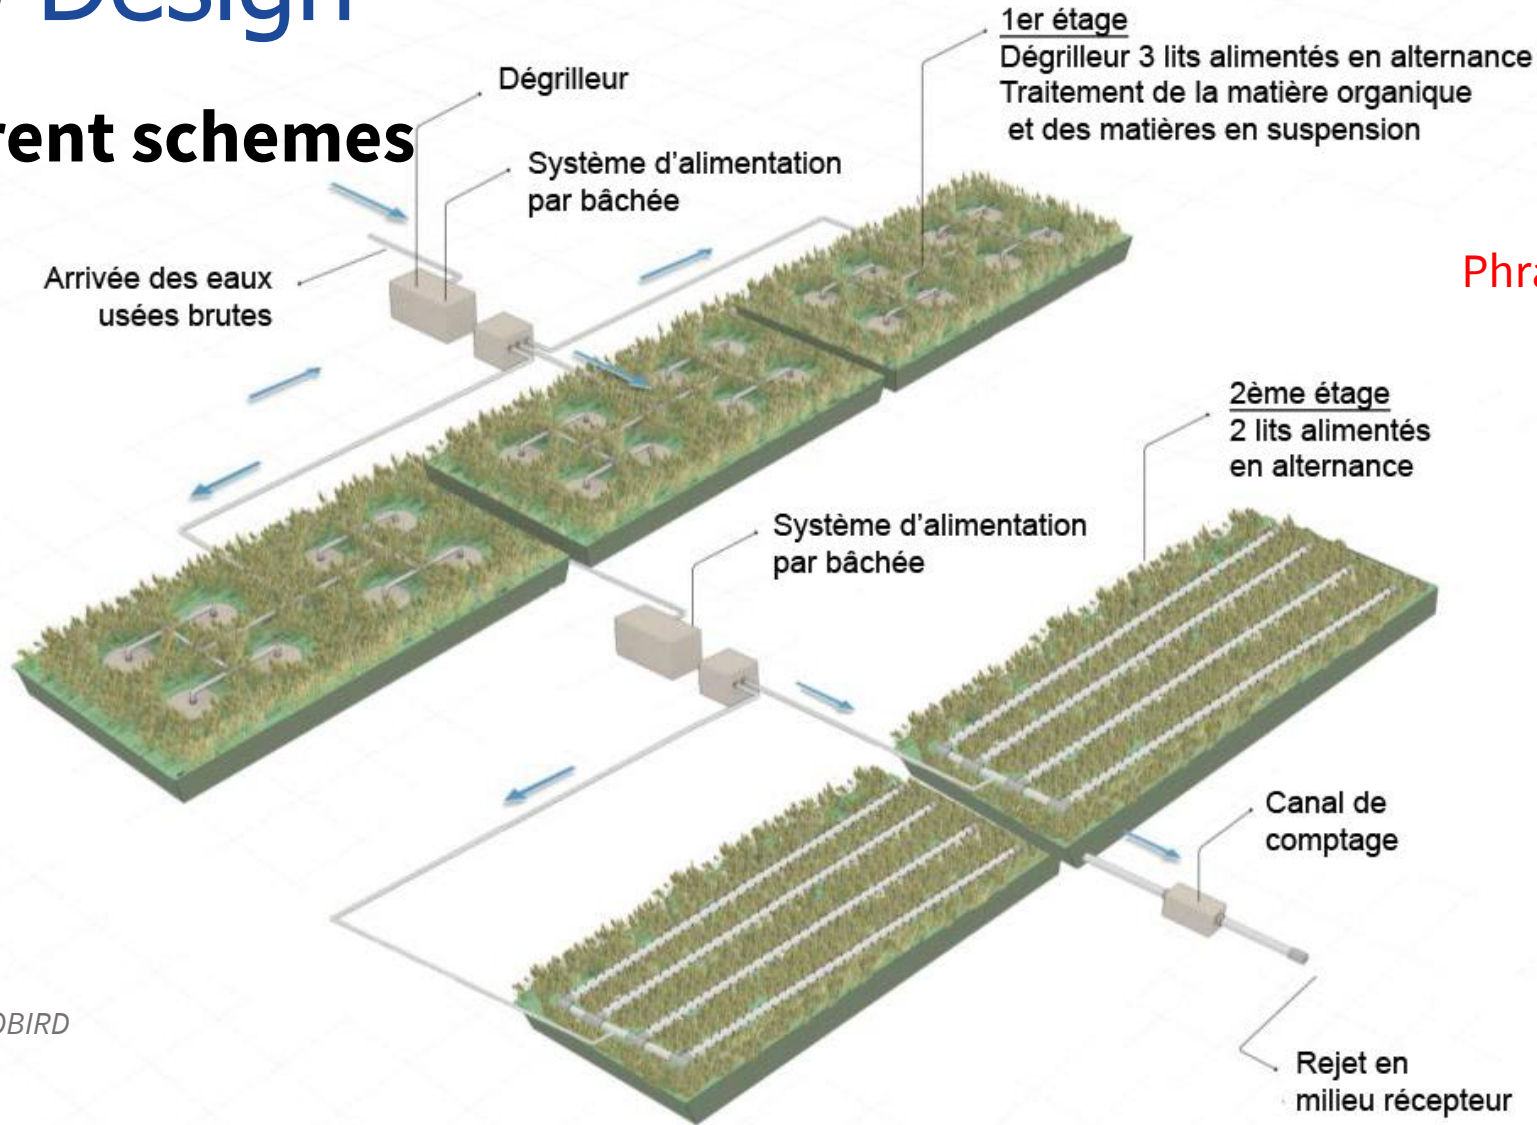 Design
schemes
Dégrilleur
Système d'alimentation
par bâchée
Arrivée des eaux
usées brutes
1er étage
Dégrilleur 3 lits alimentés en alternance
Traitement de la matière organique
et des matières en suspension
2ème étage
2 lits alimentés
en alternance
Système d'alimentation
par bâchée
Canal de
comptage
Rejet en
milieu récepteur